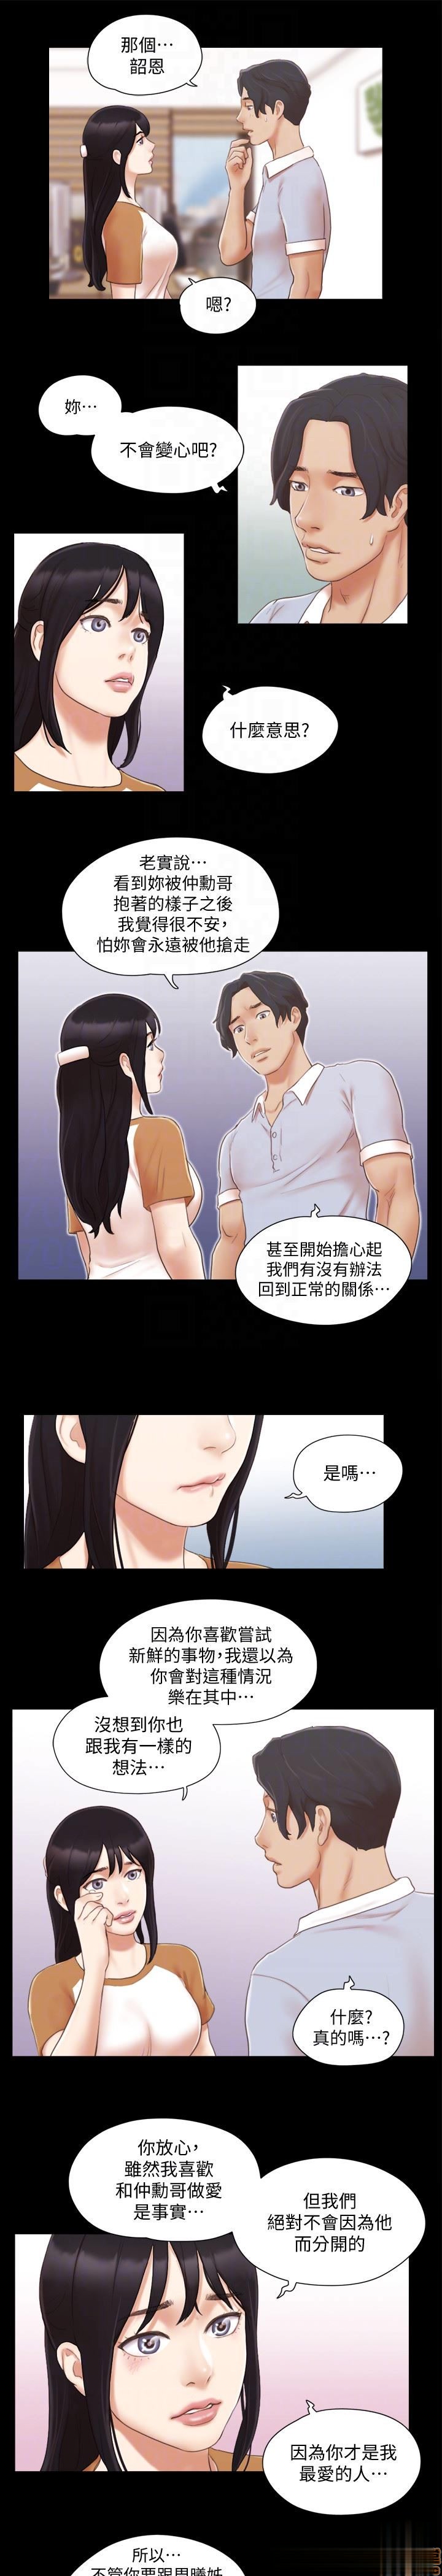 那個⋯
韶恩
嗯?
妳⋯
不會變心吧?
什麼意思?
老實說⋯
看到妳被仲勳哥
抱著的樣子之後
我覺得很不安,
怕妳會永遠被他搶走
甚至開始擔心起
我們有沒有辦法
回到正常的關係⋯
是嗎⋯
因為你喜歡嘗試
新鮮的事物,我還以為
你會對這種情況
樂在其中⋯
沒想到你也
跟我有一樣的
想法⋯
什麼?
真的嗎⋯?
你放心,
雖然我喜歡
和仲勳哥做愛
是事實⋯
但我們
絕對不會因為他
而分開的
因為你才是我
最愛的人⋯
所以⋯
不管你要跟周曦姊